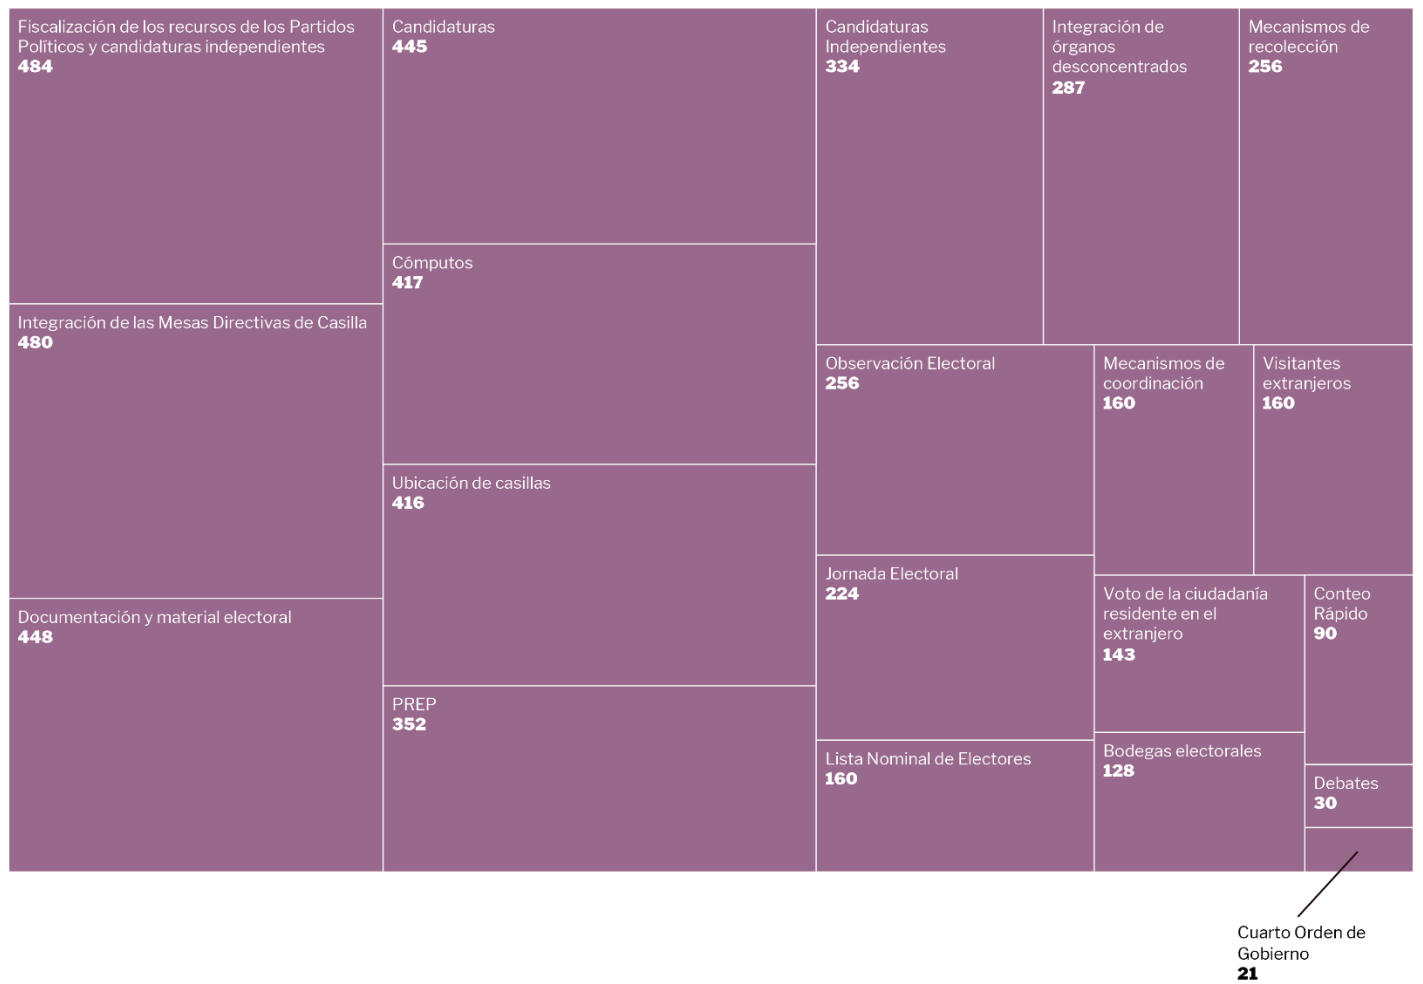 Fiscalización de los recursos de los Partidos
Políticos y candidaturas independientes
484
Integración de las Mesas Directivas de Casilla
480
Documentación y material electoral
448
Candidaturas
445
Cómputos
417
Ubicación de casillas
416
PREP
352
Candidaturas
Independientes
334
Integración de
órganos
desconcentrados
287
Mecanismos de
recolección
256
Observación Electoral
256
Jornada Electoral
224
Lista Nominal de Electores
160
Mecanismos de
coordinación
160
Visitantes
extranjeros
160
Voto de la ciudadanía
residente en el
extranjero
143
Bodegas electorales
128
Conteo
Rápido
90
Debates
30
Cuarto Orden de
Gobierno
21